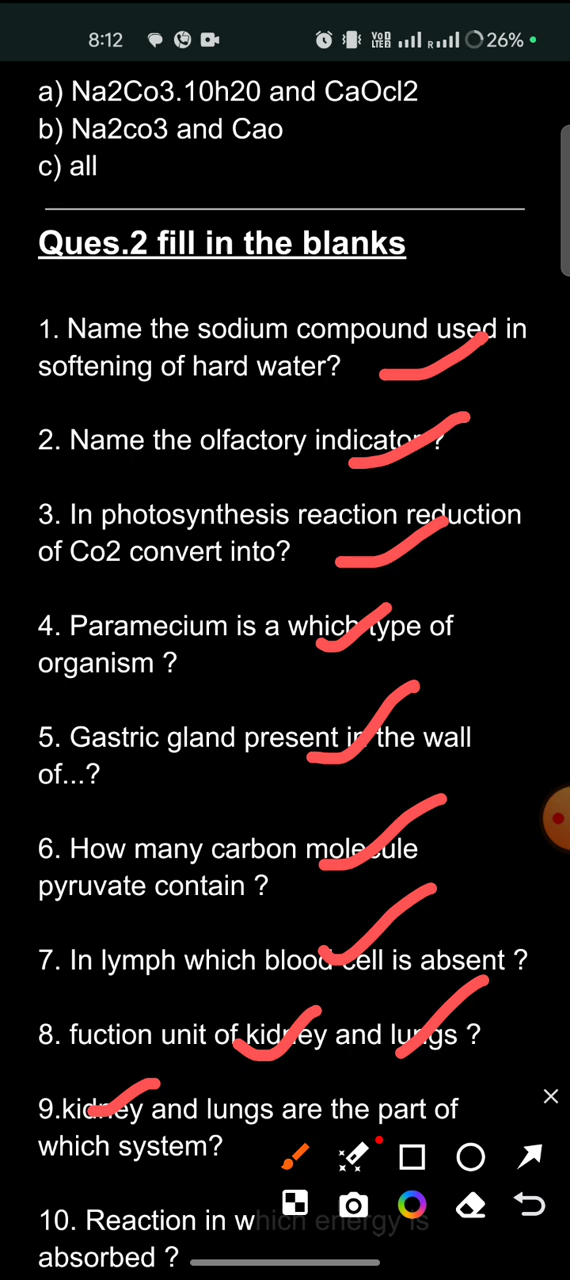 8:12
Vo) LTE2 R 26%
a) Na2Co3.10h20 and CaOcl2
b) Na2co3 and Cao
c) all
Ques.2 fill in the blanks
1. Name the sodium compound used in
softening of hard water?
2. Name the olfactory indicator ?
3. In photosynthesis reaction reduction
of Co2 convert into?
4. Paramecium is a which type of
organism ?
5. Gastric gland present in the wall
of...?
6. How many carbon molecule
pyruvate contain ?
7. In lymph which blood cell is absent ?
8. fuction unit of kidney and lungs ?
9.kidney and lungs are the part of
which system?
10. Reaction in which energy is
absorbed ?